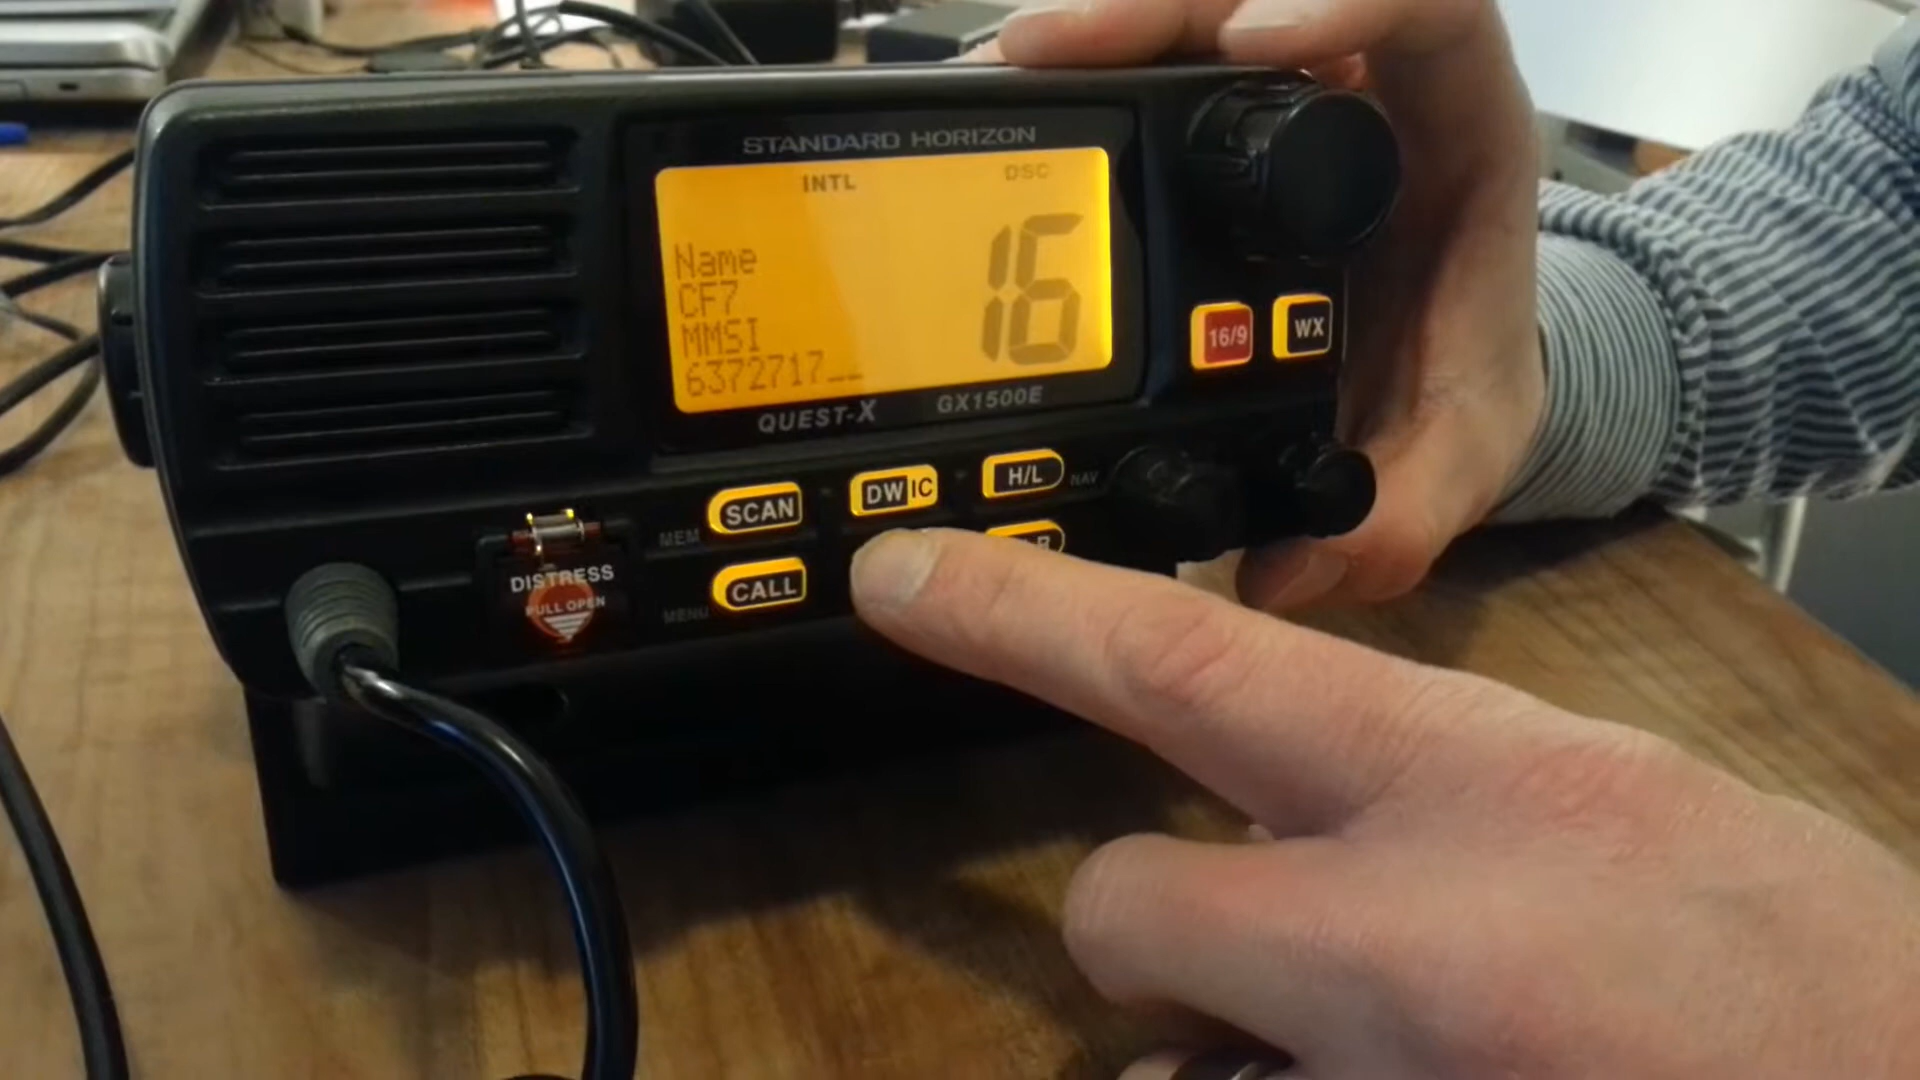 STANDARD HORIZON
INTL DSC
16
Name
CF7
MMSI
6372717__
QUEST-X GX1500E
16/9 WX
MEM SCAN DW IC H/L NAV
DISTRESS
PULL OPEN
MENU CALL